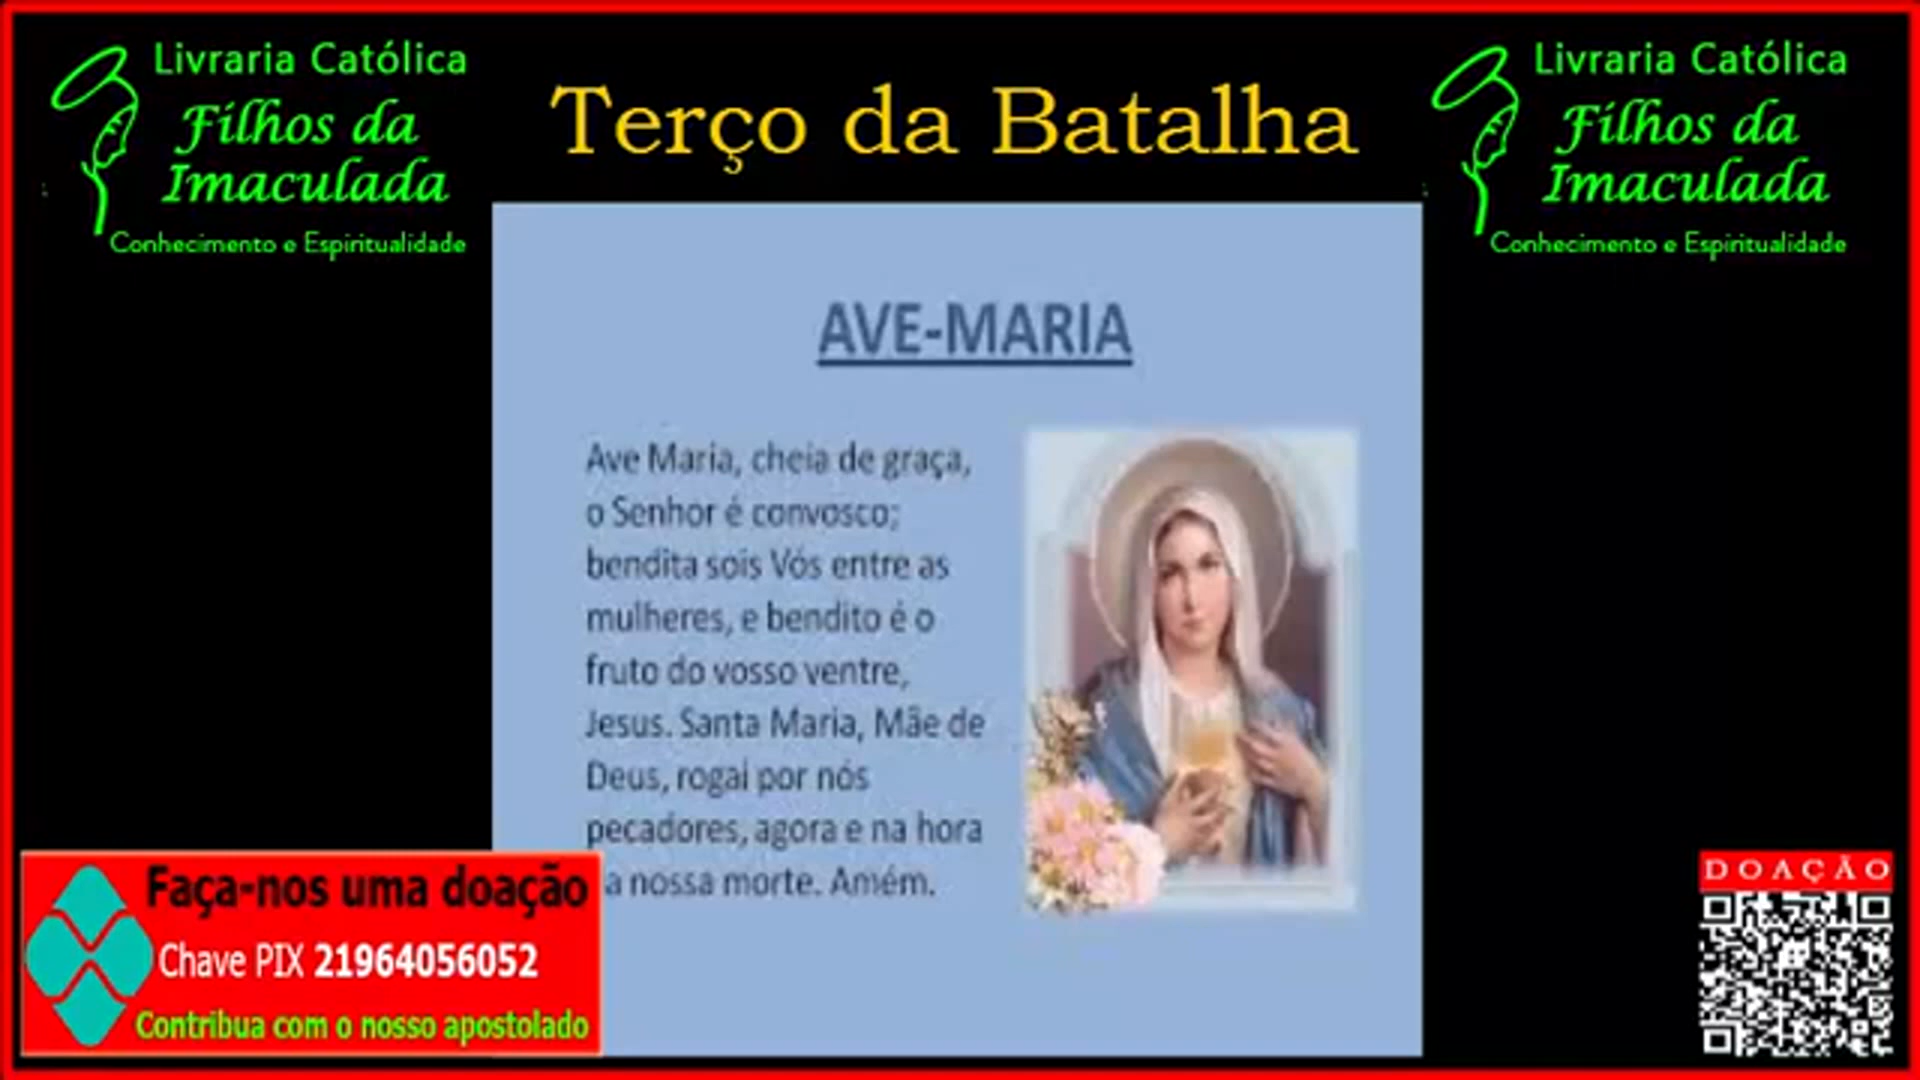 Livraria Católica
Filhos da
Imaculada
Conhecimento e Espiritualidade
Terço da Batalha
Livraria Católica
Filhos da
Imaculada
Conhecimento e Espiritualidade
AVE-MARIA
Ave Maria, cheia de graça,
o Senhor é convosco;
bendita sois Vós entre as
mulheres, e bendito é o
fruto do vosso ventre,
Jesus. Santa Maria, Mãe de
Deus, rogai por nós
pecadores, agora e na hora
a nossa morte. Amém.
Faça-nos uma doação
Chave PIX 21964056052
Contribua com o nosso apostolado
DOAÇÃO